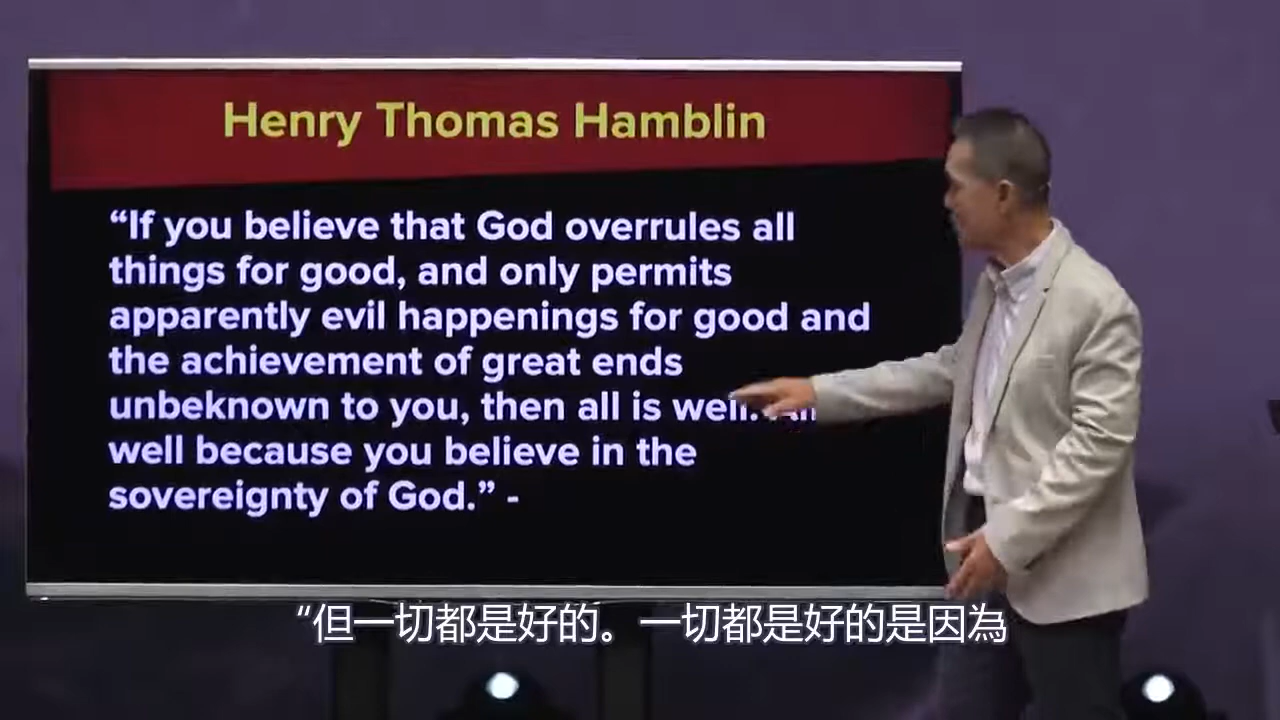 Henry Thomas Hamblin
“If you believe that God overrules all
things for good, and only permits
apparently evil happenings for good and
the achievement of great ends
unbeknown to you, then all is well.
well because you believe in the
sovereignty of God.” -
“但一切都是好的。一切都是好的是因為